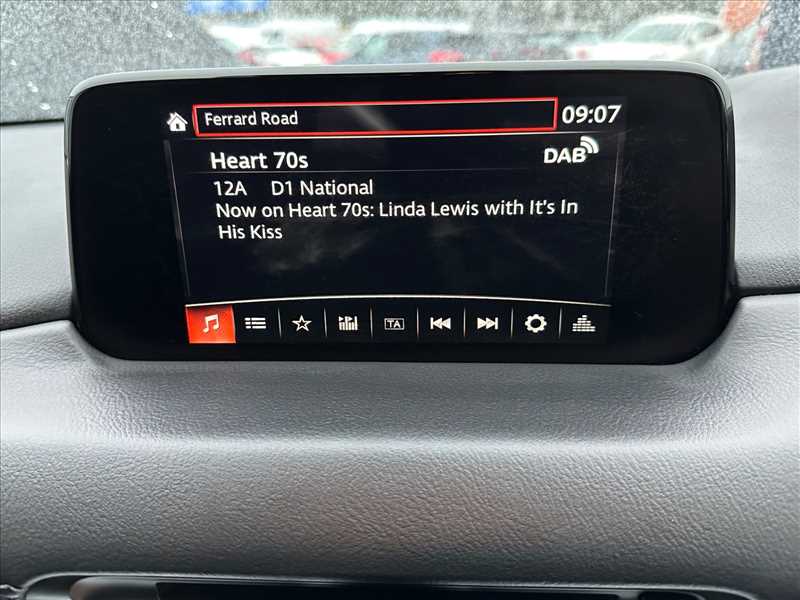 Ferrard Road
09:07
Heart 70s
DAB
12A D1 National
Now on Heart 70s: Linda Lewis with It's In
His Kiss
TA